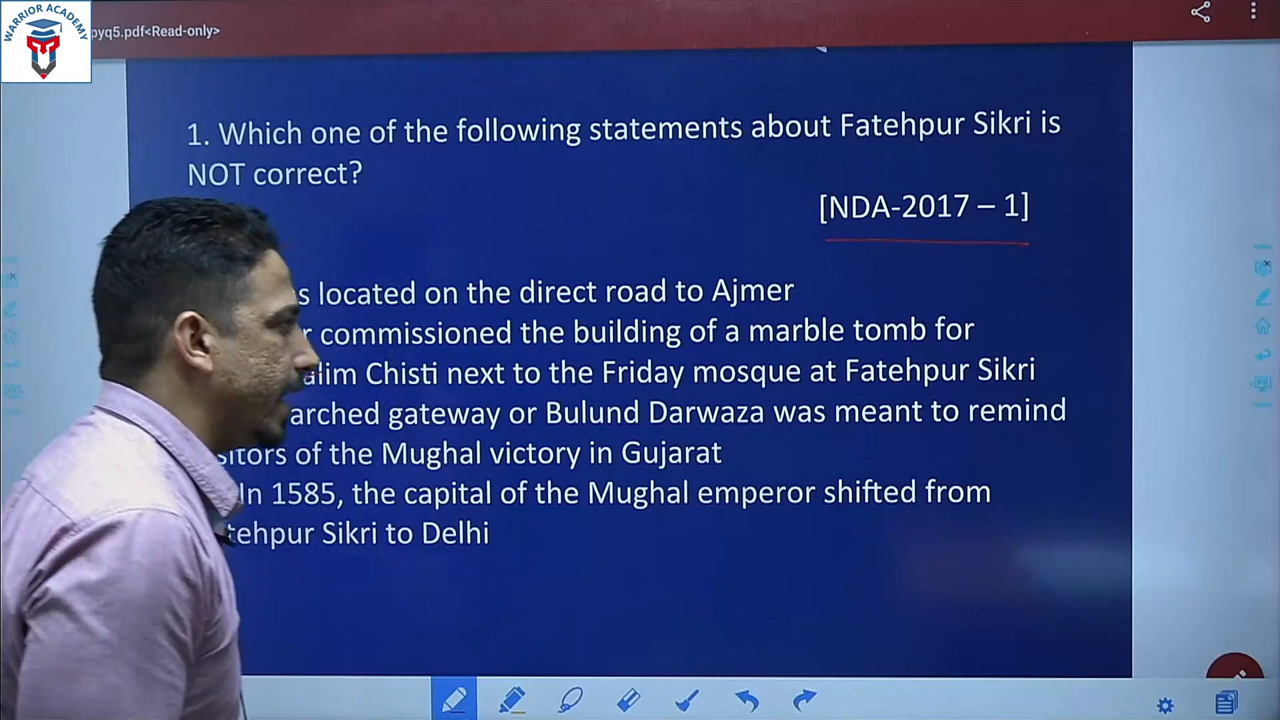 WARRIOR ACADEMY
pyq5.pdf<Read-only>
1. Which one of the following statements about Fatehpur Sikri is
NOT correct?
[NDA-2017 – 1]
located on the direct road to Ajmer
commissioned the building of a marble tomb for
Chisti next to the Friday mosque at Fatehpur Sikri
arched gateway or Bulund Darwaza was meant to remind
of the Mughal victory in Gujarat
In 1585, the capital of the Mughal emperor shifted from
Sikri to Delhi